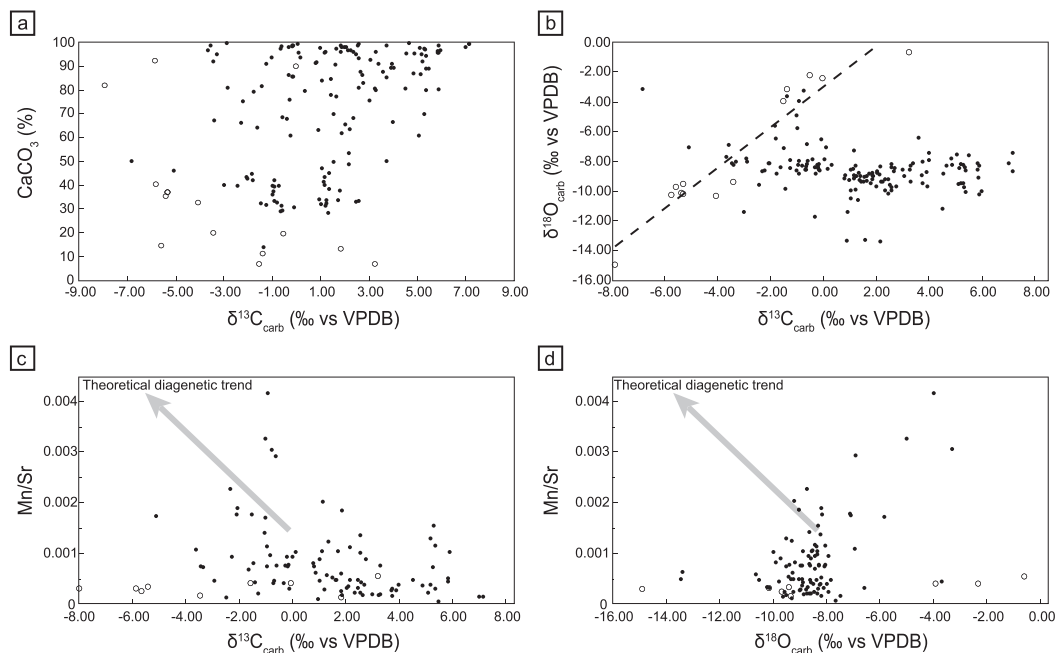 a
100
90
80
70
60
50
40
30
20
10
0
CaCO3 (%)
-9.00 -7.00 -5.00 -3.00 -1.00 1.00 3.00 5.00 7.00 9.00
δ13Ccarb (‰ vs VPDB)
b
0.00
-2.00
-4.00
-6.00
-8.00
-10.00
-12.00
-14.00
-16.00
δ18Ocarb (‰ vs VPDB)
-8.00 -6.00 -4.00 -2.00 0.00 2.00 4.00 6.00 8.00
δ13Ccarb (‰ vs VPDB)
c
Theoretical diagenetic trend
0.004
0.003
0.002
0.001
0
Mn/Sr
-8.00 -6.00 -4.00 -2.00 0.00 2.00 4.00 6.00 8.00
δ13Ccarb (‰ vs VPDB)
d
Theoretical diagenetic trend
0.004
0.003
0.002
0.001
0
Mn/Sr
-16.00 -14.00 -12.00 -10.00 -8.00 -6.00 -4.00 -2.00 0.00
δ18Ocarb (‰ vs VPDB)